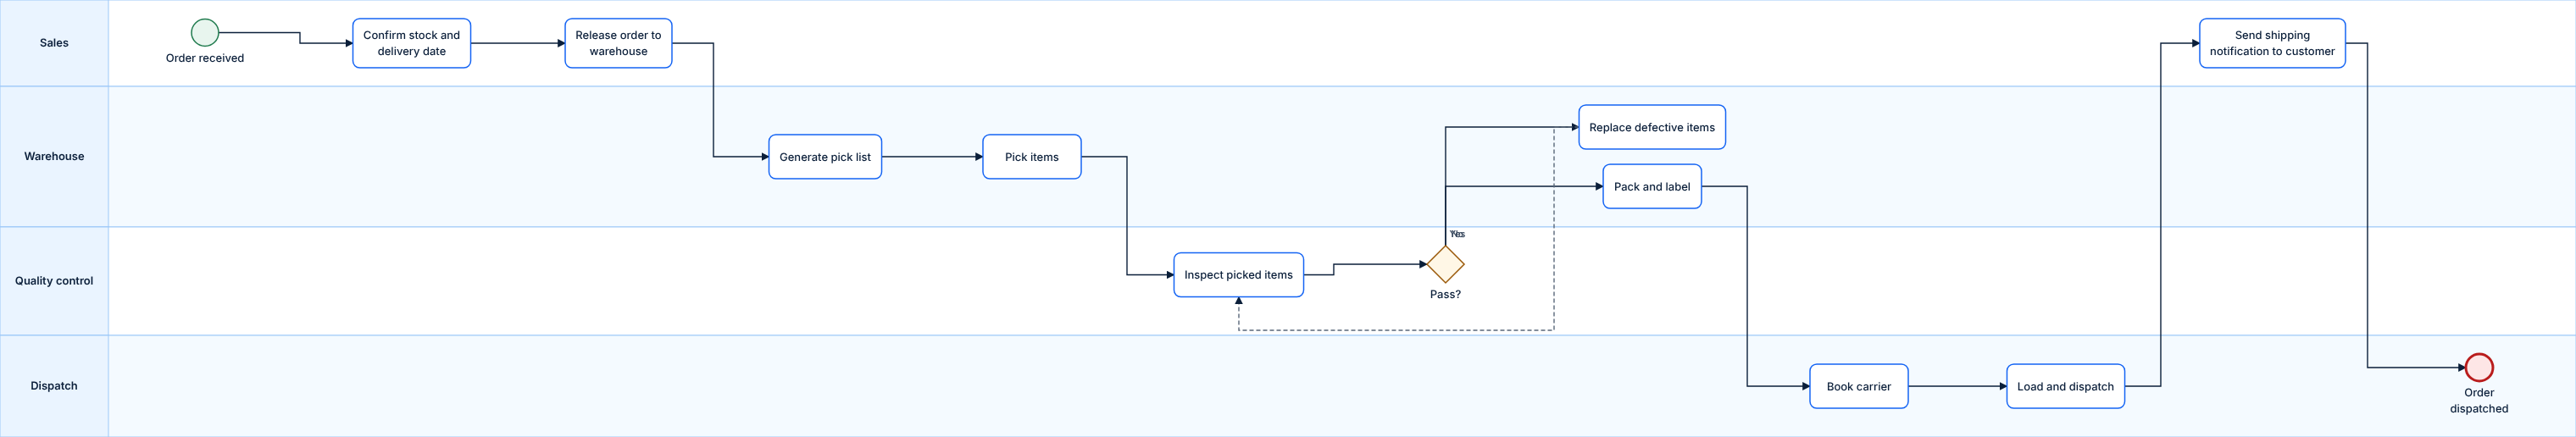 Sales
Order received
Confirm stock and
delivery date
Release order to
warehouse
Send shipping
notification to customer
Warehouse
Generate pick list
Pick items
Replace defective items
Pack and label
Quality control
Inspect picked items
Pass?
Dispatch
Book carrier
Load and dispatch
Order
dispatched